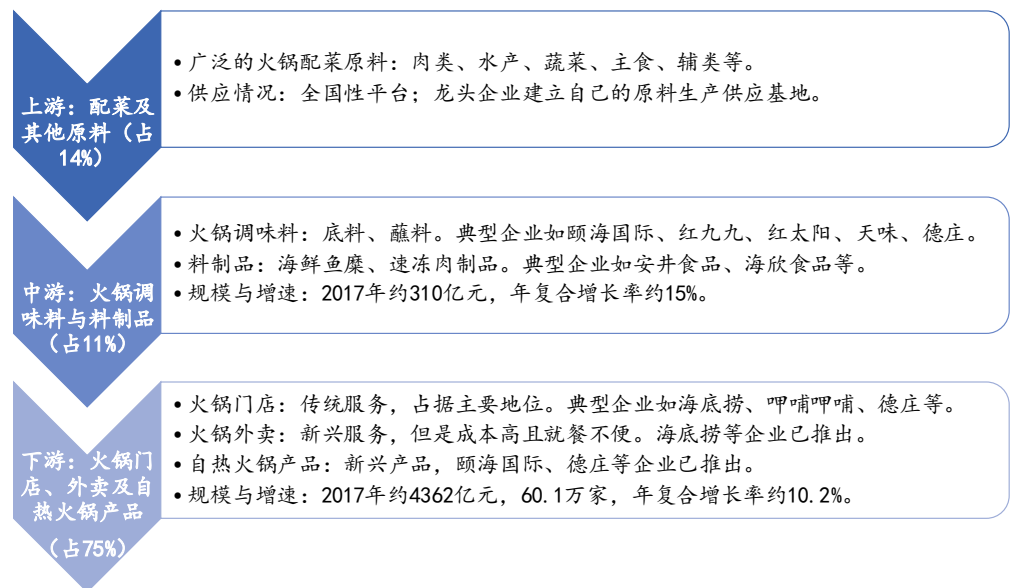 上游：配菜及
其他原料（占
14%）
•广泛的火锅配菜原料：肉类、水产、蔬菜、主食、辅类等。
•供应情况：全国性平台；龙头企业建立自己的原料生产供应基地。
中游：火锅调
味料与料制品
（占11%）
•火锅调味料：底料、蘸料。典型企业如颐海国际、红九九、红太阳、天味、德庄。
•料制品：海鲜鱼糜、速冻肉制品。典型企业如安井食品、海欣食品等。
•规模与增速：2017年约310亿元，年复合增长率约15%。
下游：火锅门
店、外卖及自
热火锅产品
（占75%）
•火锅门店：传统服务，占据主要地位。典型企业如海底捞、呷哺呷哺、德庄等。
•火锅外卖：新兴服务，但是成本高且就餐不便。海底捞等企业已推出。
•自热火锅产品：新兴产品，颐海国际、德庄等企业已推出。
•规模与增速：2017年约4362亿元，60.1万家，年复合增长率约10.2%。